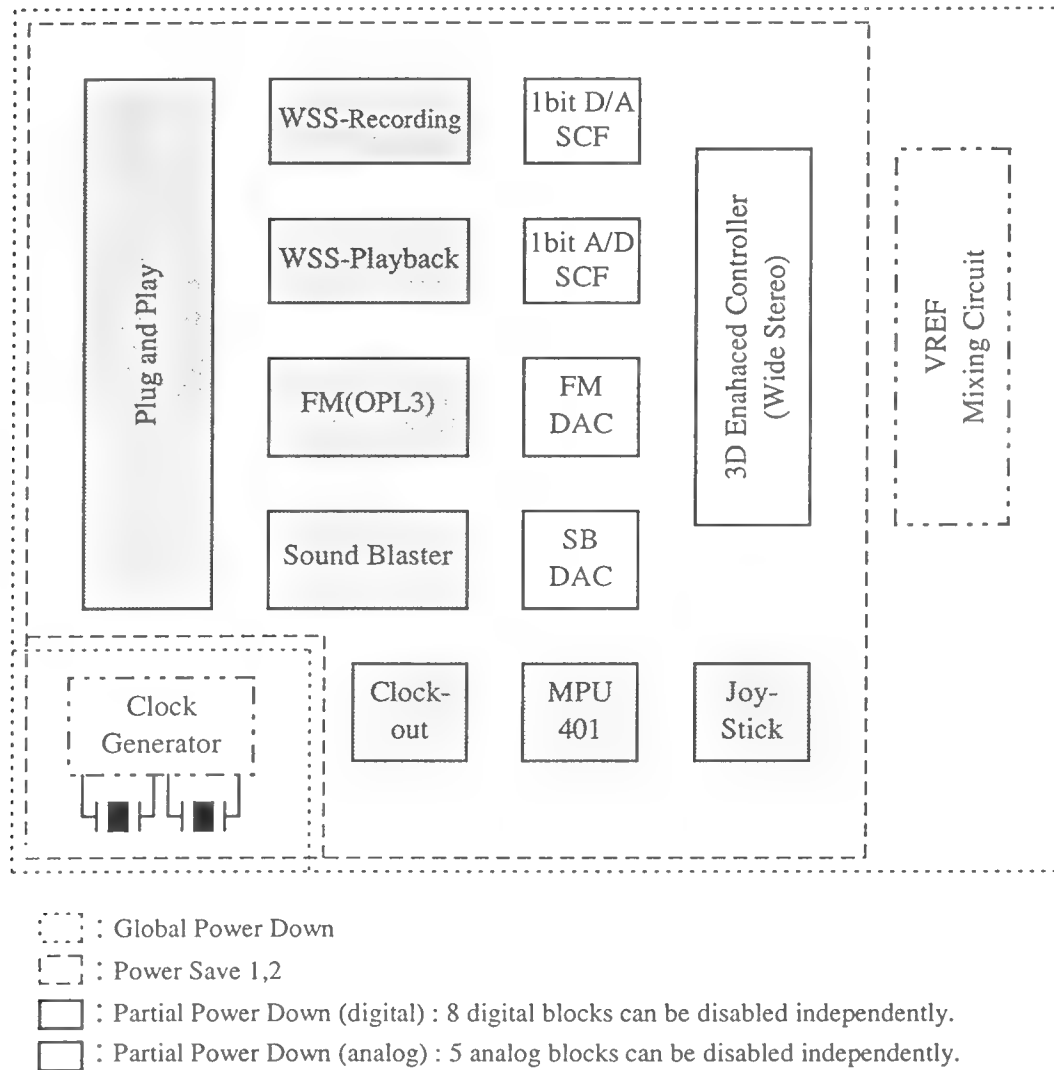 Plug and Play
WSS-Recording
WSS-Playback
FM(OPL3)
Sound Blaster
1bit D/A
SCF
1bit A/D
SCF
FM
DAC
SB
DAC
3D Enahaced Controller
(Wide Stereo)
VREF
Mixing Circuit
Clock
Generator
Clock-
out
MPU
401
Joy-
Stick
: Global Power Down
: Power Save 1,2
: Partial Power Down (digital) : 8 digital blocks can be disabled independently.
: Partial Power Down (analog) : 5 analog blocks can be disabled independently.